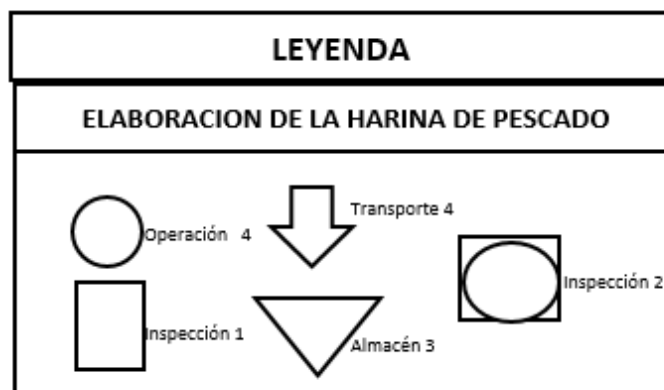 LEYENDA
ELABORACION DE LA HARINA DE PESCADO
Operación 4
Transporte 4
Inspección 2
Inspección 1
Almacén 3